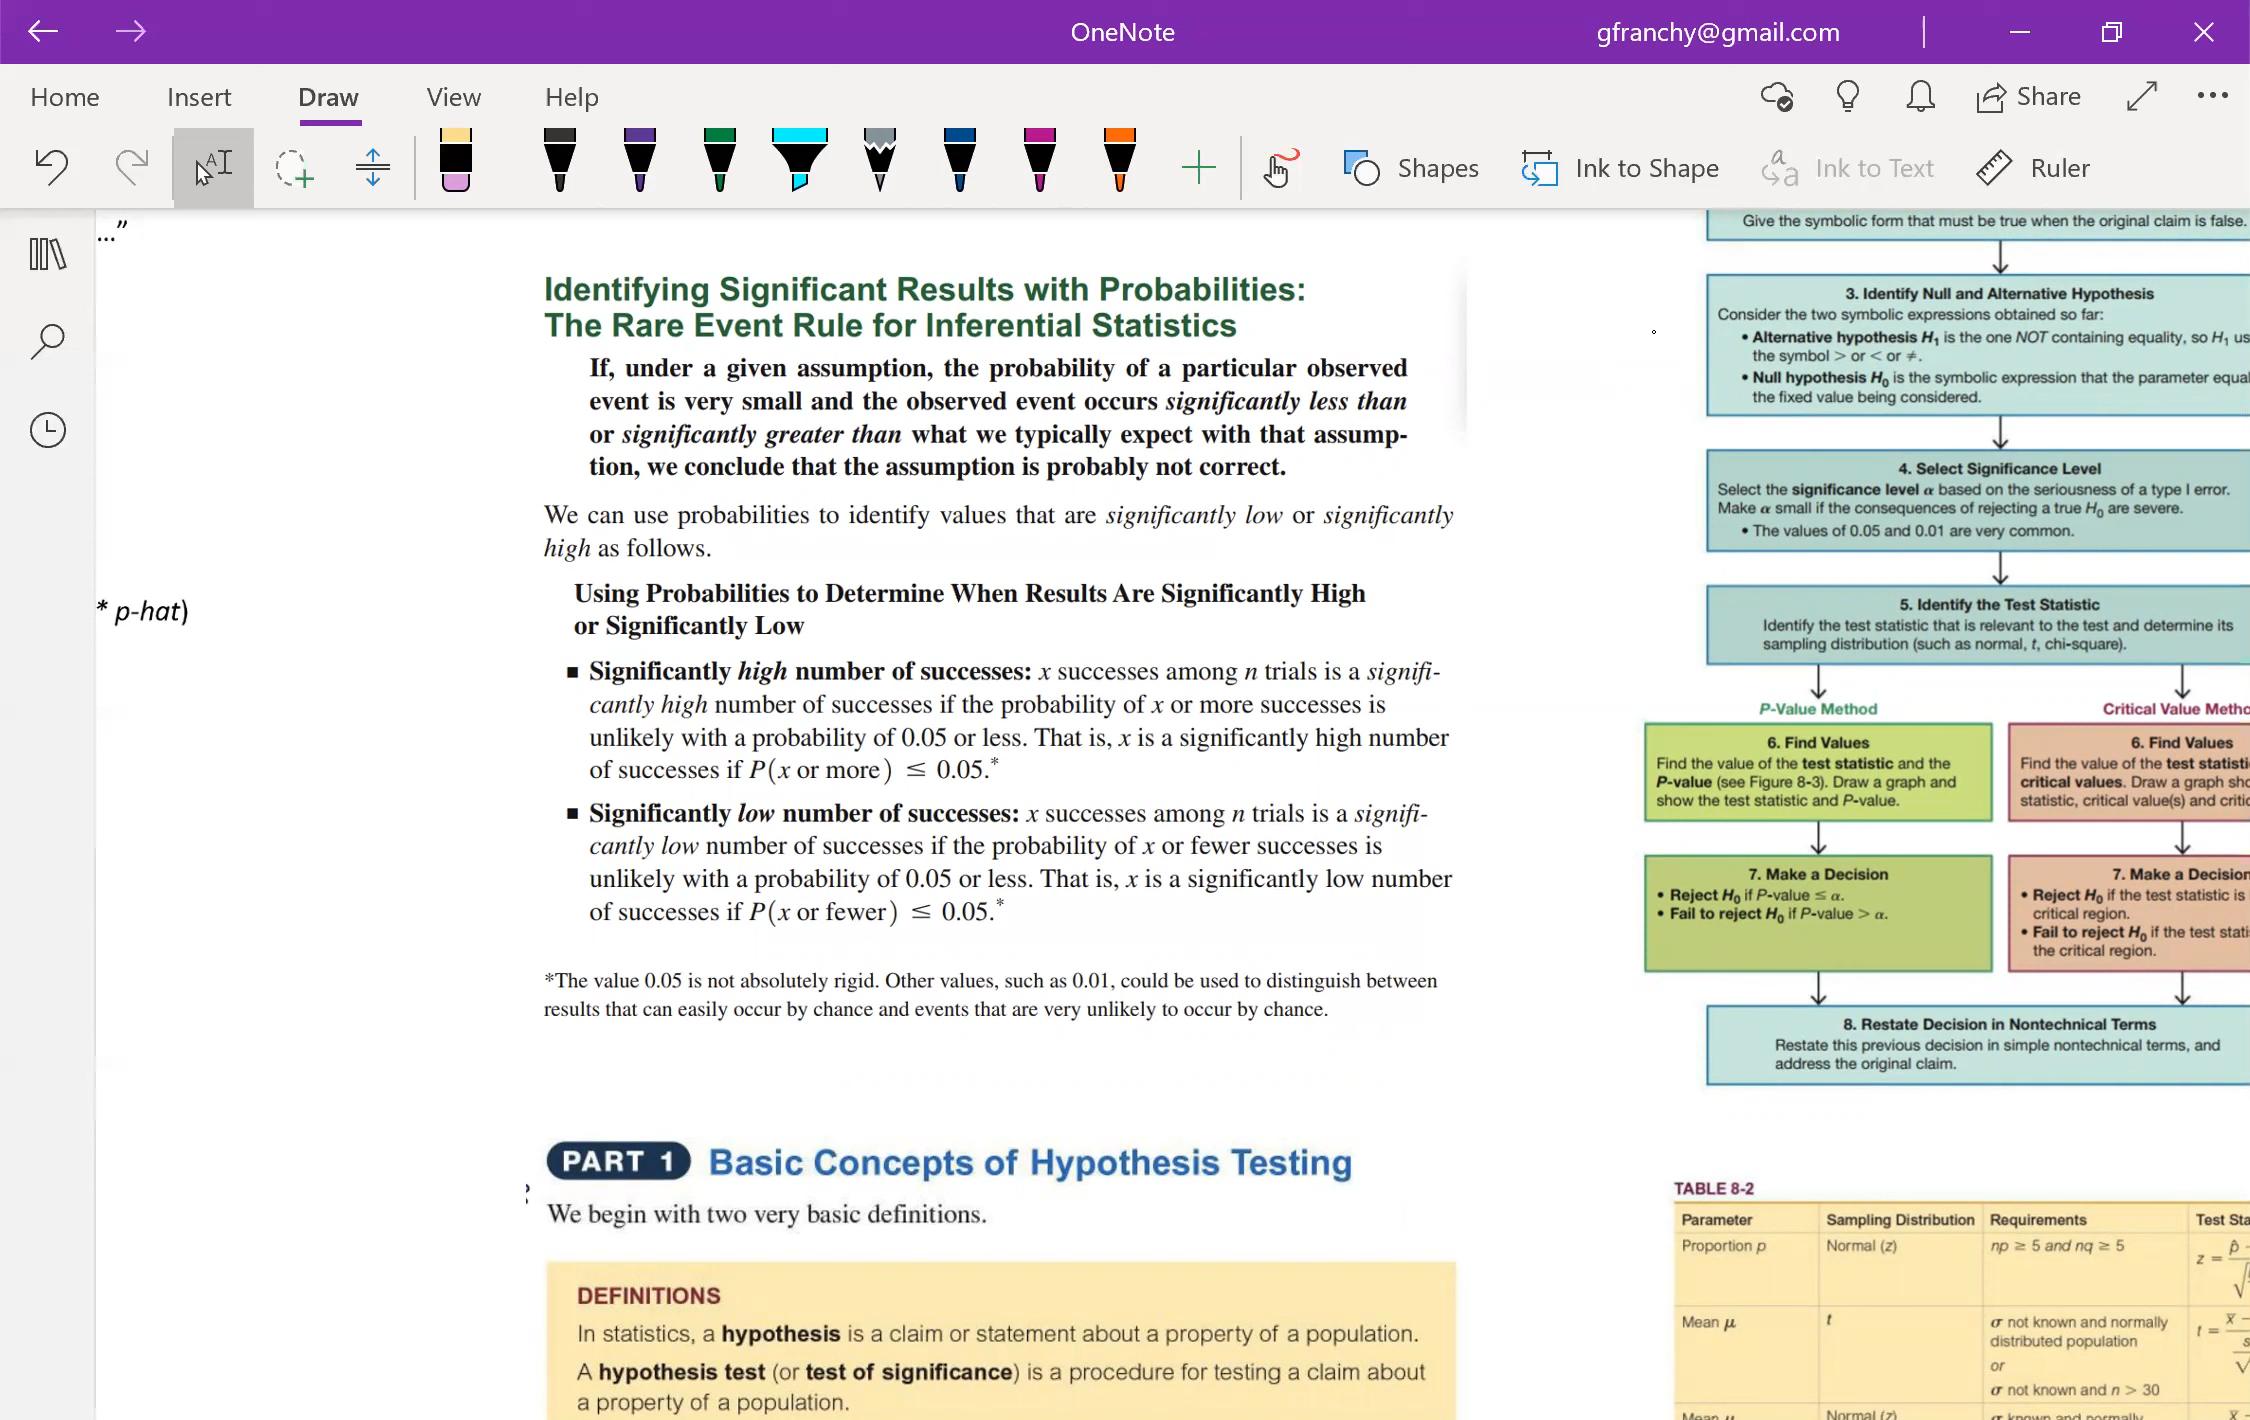 OneNote
gfranchy@gmail.com
Home Insert Draw View Help
Share
Shapes Ink to Shape Ink to Text Ruler
..."
* p-hat)
Identifying Significant Results with Probabilities:
The Rare Event Rule for Inferential Statistics
If, under a given assumption, the probability of a particular observed
event is very small and the observed event occurs significantly less than
or significantly greater than what we typically expect with that assump-
tion, we conclude that the assumption is probably not correct.
We can use probabilities to identify values that are significantly low or significantly
high as follows.
Using Probabilities to Determine When Results Are Significantly High
or Significantly Low
■ Significantly high number of successes: x successes among n trials is a signifi-
cantly high number of successes if the probability of x or more successes is
unlikely with a probability of 0.05 or less. That is, x is a significantly high number
of successes if P(x or more) ≤ 0.05.*
■ Significantly low number of successes: x successes among n trials is a signifi-
cantly low number of successes if the probability of x or fewer successes is
unlikely with a probability of 0.05 or less. That is, x is a significantly low number
of successes if P(x or fewer) ≤ 0.05.*
*The value 0.05 is not absolutely rigid. Other values, such as 0.01, could be used to distinguish between
results that can easily occur by chance and events that are very unlikely to occur by chance.
PART 1 Basic Concepts of Hypothesis Testing
We begin with two very basic definitions.
DEFINITIONS
In statistics, a hypothesis is a claim or statement about a property of a population.
A hypothesis test (or test of significance) is a procedure for testing a claim about
a property of a population.
Give the symbolic form that must be true when the original claim is false.
3. Identify Null and Alternative Hypothesis
Consider the two symbolic expressions obtained so far:
• Alternative hypothesis H₁ is the one NOT containing equality, so H₁ us
the symbol > or < or ≠.
• Null hypothesis H₀ is the symbolic expression that the parameter equal
the fixed value being considered.
4. Select Significance Level
Select the significance level α based on the seriousness of a type I error.
Make α small if the consequences of rejecting a true H₀ are severe.
• The values of 0.05 and 0.01 are very common.
5. Identify the Test Statistic
Identify the test statistic that is relevant to the test and determine its
sampling distribution (such as normal, t, chi-square).
P-Value Method
6. Find Values
Find the value of the test statistic and the
P-value (see Figure 8-3). Draw a graph and
show the test statistic and P-value.
7. Make a Decision
• Reject H₀ if P-value ≤ α.
• Fail to reject H₀ if P-value > α.
Critical Value Metho
6. Find Values
Find the value of the test statisti
critical values. Draw a graph sho
statistic, critical value(s) and critic
7. Make a Decision
• Reject H₀ if the test statistic is
critical region.
• Fail to reject H₀ if the test stati
the critical region.
8. Restate Decision in Nontechnical Terms
Restate this previous decision in simple nontechnical terms, and
address the original claim.
TABLE 8-2
Parameter Sampling Distribution Requirements Test Sta
Proportion p Normal (z) np ≥ 5 and nq ≥ 5 z = p̂ -
Mean μ t σ not known and normally t = x̄ -
distributed population s
or
σ not known and n > 30
Mean μ Normal (z) σ known and normally x̄ -